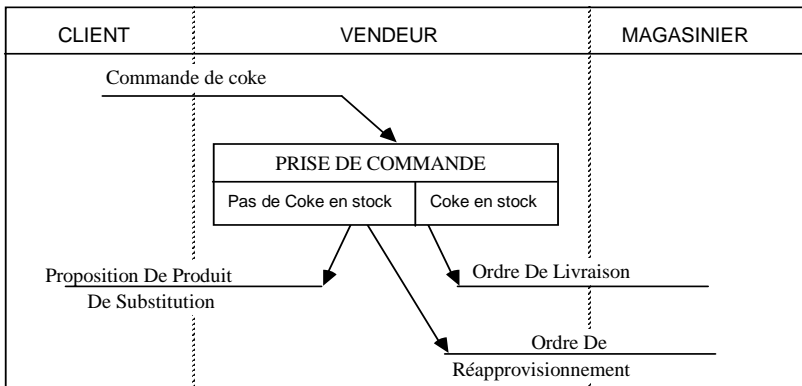 CLIENT
VENDEUR
MAGASINIER
Commande de coke
PRISE DE COMMANDE
Pas de Coke en stock
Coke en stock
Proposition De Produit
De Substitution
Ordre De Livraison
Ordre De
Réapprovisionnement